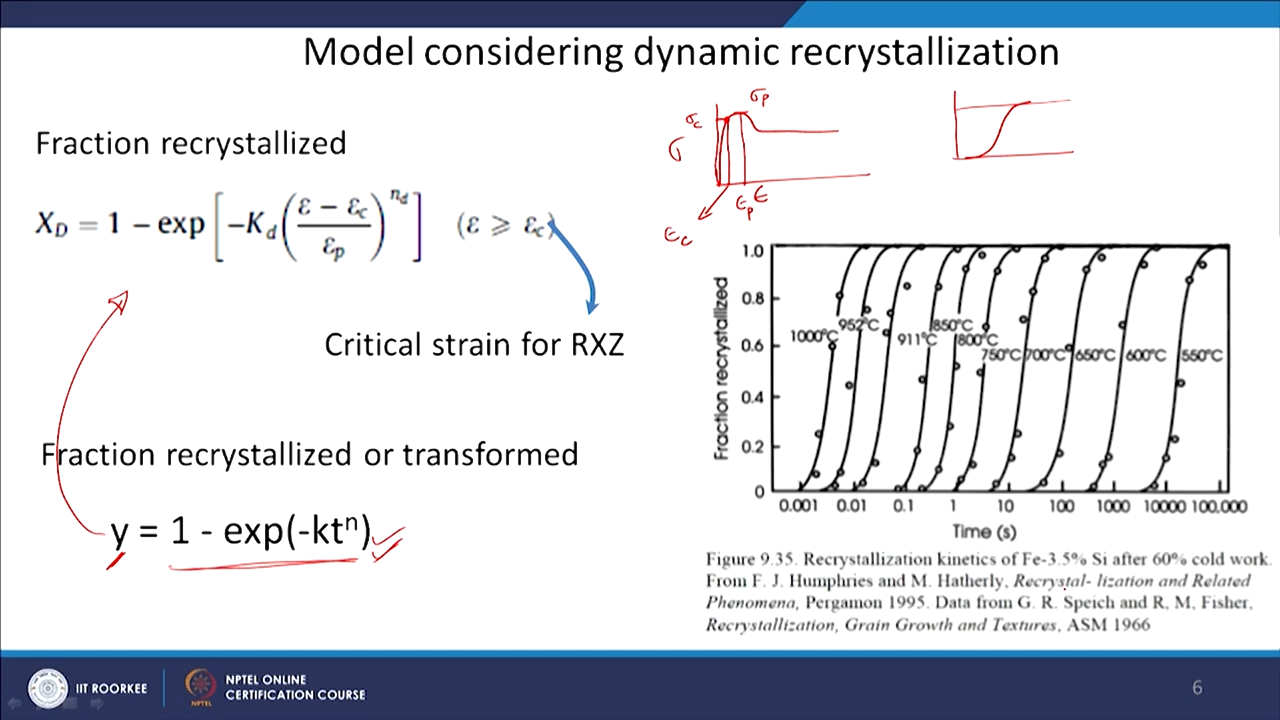 Model considering dynamic recrystallization
Fraction recrystallized
X_D = 1 − exp [ −K_d ( (ε − ε_c) / ε_p )^{n_d} ] (ε ⩾ ε_c)
Critical strain for RXZ
Fraction recrystallized or transformed
y = 1 - exp(-ktⁿ)
σ_c
σ_p
σ
ε_p
ε
ε_c
Fraction recrystallized
1.0
0.8
0.6
0.4
0.2
0
1000°C
952°C
911°C
850°C
800°C
750°C
700°C
650°C
600°C
550°C
0.001 0.01 0.1 1 10 100 1000 10000 100,000
Time (s)
Figure 9.35. Recrystallization kinetics of Fe-3.5% Si after 60% cold work.
From F. J. Humphries and M. Hatherly, Recrystal- lization and Related
Phenomena, Pergamon 1995. Data from G. R. Speich and R, M, Fisher,
Recrystallization, Grain Growth and Textures, ASM 1966
IIT ROORKEE
NPTEL
NPTEL ONLINE
CERTIFICATION COURSE
6